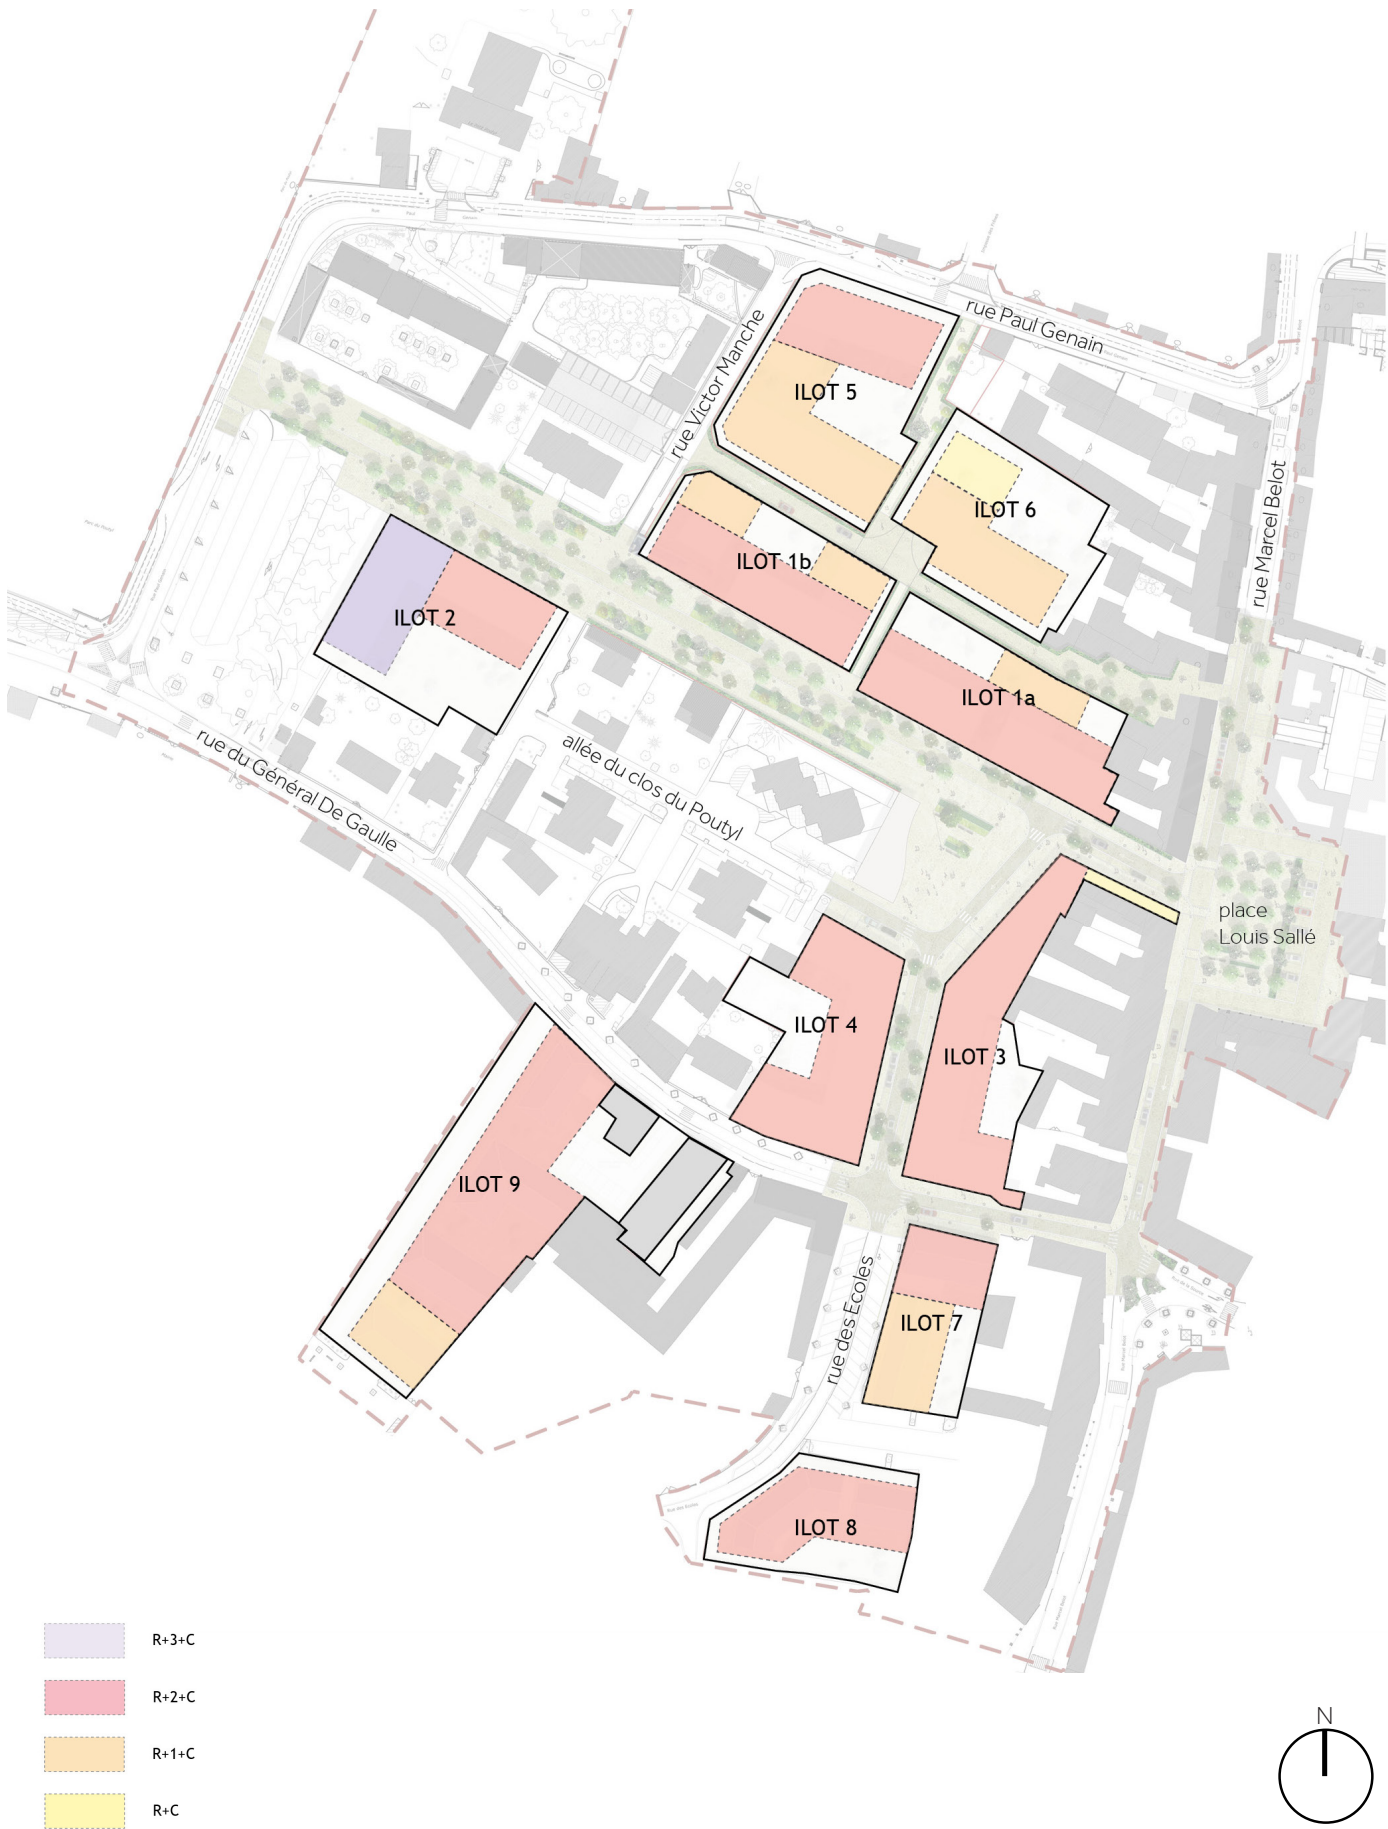 rue Paul Genain
rue Victor Manche
ILOT 5
ILOT 6
rue Marcel Belot
ILOT 1b
ILOT 2
ILOT 1a
rue du Général De Gaulle
allée du clos du Poutyl
place
Louis Sallé
ILOT 4
ILOT 3
ILOT 9
rue des Ecoles
ILOT 7
ILOT 8
R+3+C
R+2+C
R+1+C
R+C
N